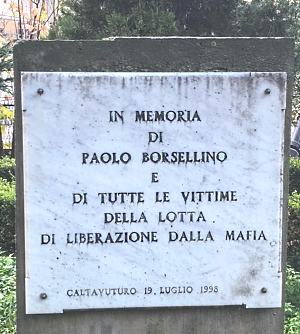 IN MEMORIA
DI
PAOLO BORSELLINO
E
DI TUTTE LE VITTIME
DELLA LOTTA
DI LIBERAZIONE DALLA MAFIA
CALTAVUTURO 19 LUGLIO 1998